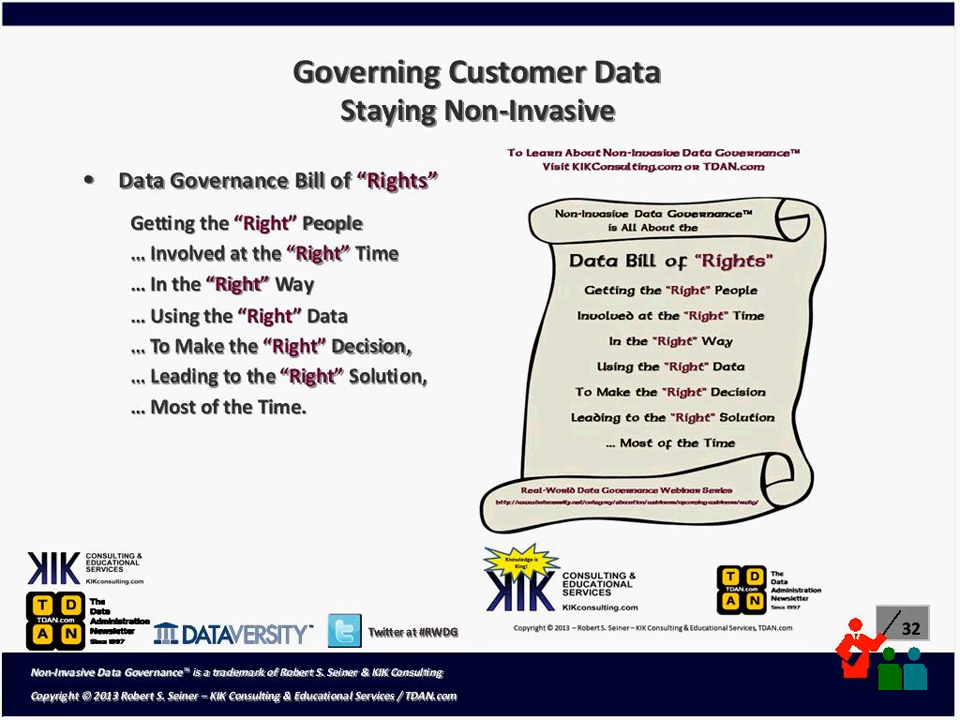 Governing Customer Data
Staying Non-Invasive
• Data Governance Bill of “Rights”
Getting the “Right” People
... Involved at the “Right” Time
... In the “Right” Way
... Using the “Right” Data
... To Make the “Right” Decision,
... Leading to the “Right” Solution,
... Most of the Time.
To Learn About Non-Invasive Data Governance™
Visit KIKConsulting.com or TDAN.com
Non-Invasive Data Governance™
is All About the
Data Bill of “Rights”
Getting the “Right” People
Involved at the “Right” Time
In the “Right” Way
Using the “Right” Data
To Make the “Right” Decision
Leading to the “Right” Solution
... Most of the Time
Real-World Data Governance Webinar Series
KIK
CONSULTING &
EDUCATIONAL
SERVICES
KIKconsulting.com
T D
TDAN.com
A N
The
Data
Administration
Newsletter
Since 1997
DATAVERSITY™
Twitter at #RWDG
Knowledge is
King!
KIK
CONSULTING &
EDUCATIONAL
SERVICES
KIKconsulting.com
T D
TDAN.com
A N
The
Data
Administration
Newsletter
Since 1997
Copyright © 2013 – Robert S. Seiner – KIK Consulting & Educational Services, TDAN.com
32
Non-Invasive Data Governance™ is a trademark of Robert S. Seiner & KIK Consulting
Copyright © 2013 Robert S. Seiner – KIK Consulting & Educational Services / TDAN.com